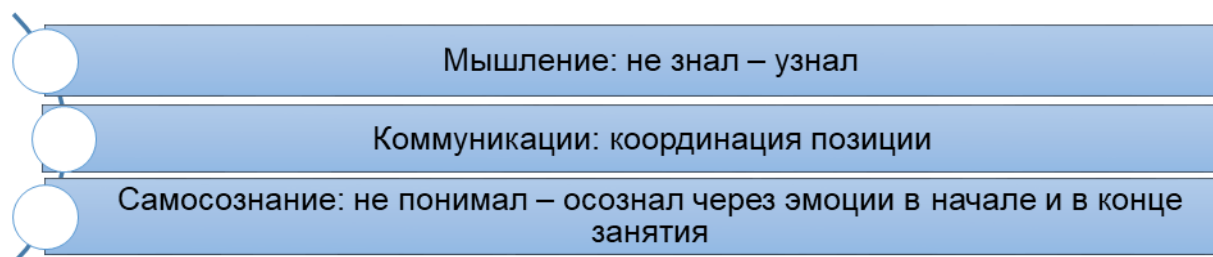 Мышление: не знал – узнал
Коммуникации: координация позиции
Самосознание: не понимал – осознал через эмоции в начале и в конце
занятия